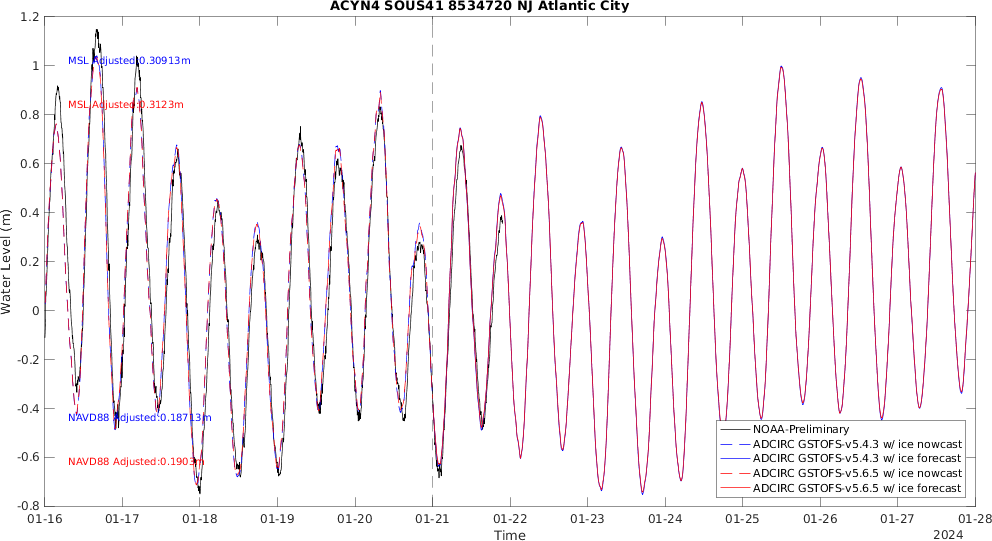 ACYN4 SOUS41 8534720 NJ Atlantic City
1.2
1
0.8
0.6
0.4
0.2
0
-0.2
-0.4
-0.6
-0.8
Water Level (m)
MSL Adjusted:0.30913m
MSL Adjusted:0.3123m
NAVD88 Adjusted:0.18713m
NAVD88 Adjusted:0.1903m
NOAA-Preliminary
ADCIRC GSTOFS-v5.4.3 w/ ice nowcast
ADCIRC GSTOFS-v5.4.3 w/ ice forecast
ADCIRC GSTOFS-v5.6.5 w/ ice nowcast
ADCIRC GSTOFS-v5.6.5 w/ ice forecast
01-16 01-17 01-18 01-19 01-20 01-21 01-22 01-23 01-24 01-25 01-26 01-27 01-28
Time
2024